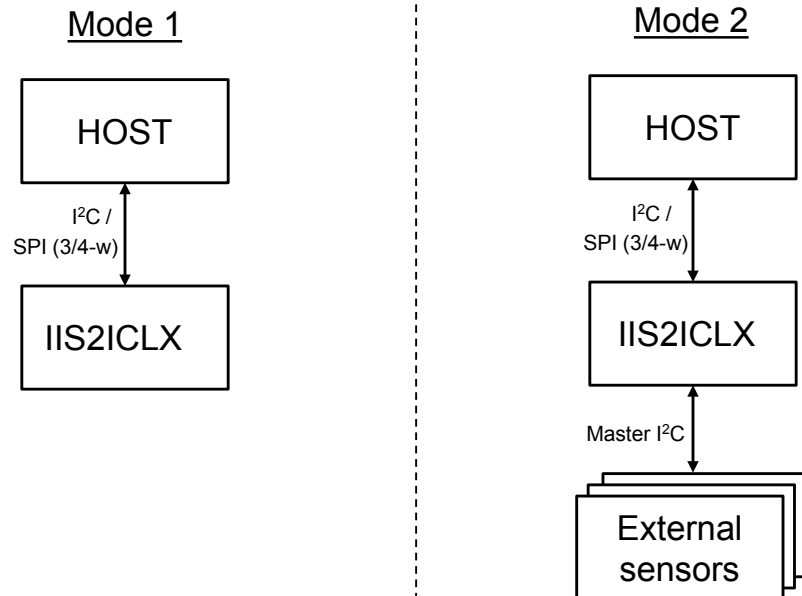 Mode 1
HOST
I²C /
SPI (3/4-w)
IIS2ICLX
Mode 2
HOST
I²C /
SPI (3/4-w)
IIS2ICLX
Master I²C
External
sensors